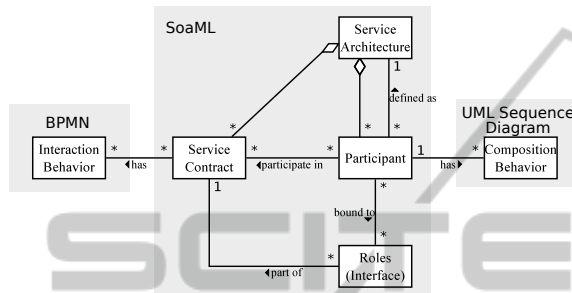 SoaML
Service
Architecture
1
*
*
*
defined as
BPMN
UML Sequence
Diagram
Interaction
Behavior
*
has
*
Service
Contract
*
participate in
*
Participant
1
has
*
Composition
Behavior
1
*
bound to
*
*
part of
Roles
(Interface)
SCITE